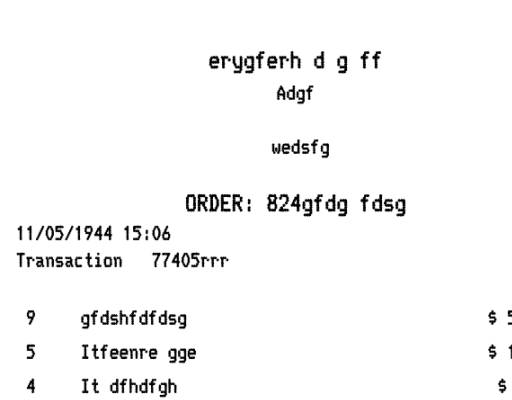 erygferh d g ff
Adgf
wedsfg
ORDER: 824gfdg fdsg
11/05/1944 15:06
Transaction 77405rrr
9 gfdshfdfdsg $ 5
5 Itfeenre gge $ 1
4 It dfhdfgh $